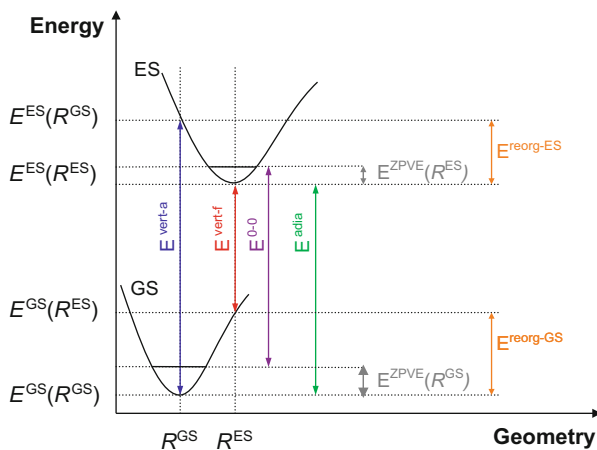 Energy
ES
E^ES(R^GS)
E^ES(R^ES)
E^reorg-ES
E^ZPVE(R^ES)
E^vert-a
E^vert-f
E^0-0
E^adia
GS
E^GS(R^ES)
E^reorg-GS
E^ZPVE(R^GS)
E^GS(R^GS)
R^GS
R^ES
Geometry